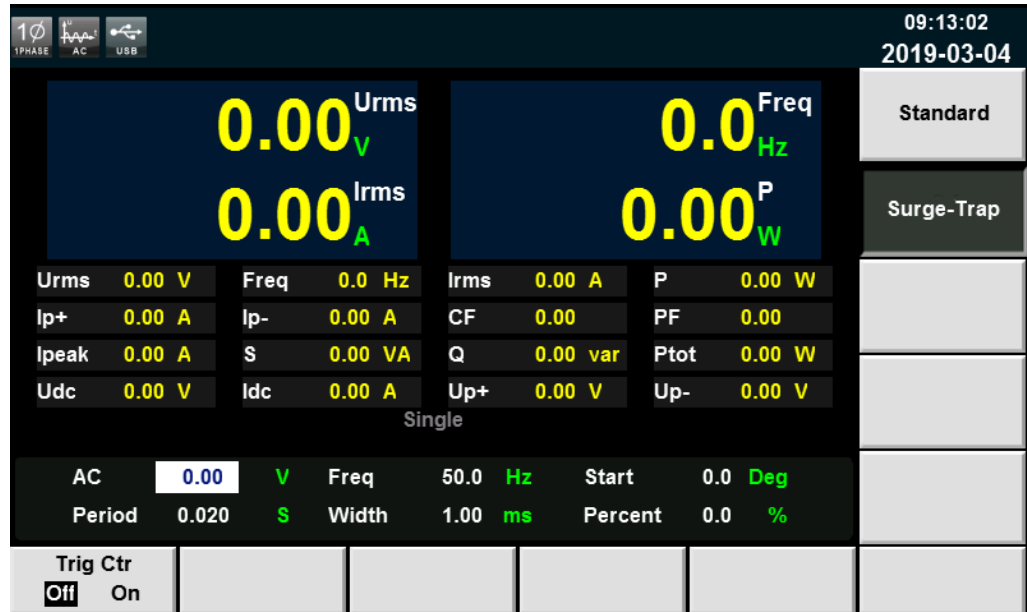 1Ø U t 09:13:02
1PHASE AC USB 2019-03-04
0.00 Urms V 0.0 Freq Hz Standard
0.00 Irms A 0.00 P W Surge-Trap
Urms 0.00 V Freq 0.0 Hz Irms 0.00 A P 0.00 W
Ip+ 0.00 A Ip- 0.00 A CF 0.00 PF 0.00
Ipeak 0.00 A S 0.00 VA Q 0.00 var Ptot 0.00 W
Udc 0.00 V Idc 0.00 A Up+ 0.00 V Up- 0.00 V
Single
AC 0.00 V Freq 50.0 Hz Start 0.0 Deg
Period 0.020 S Width 1.00 ms Percent 0.0 %
Trig Ctr
Off On